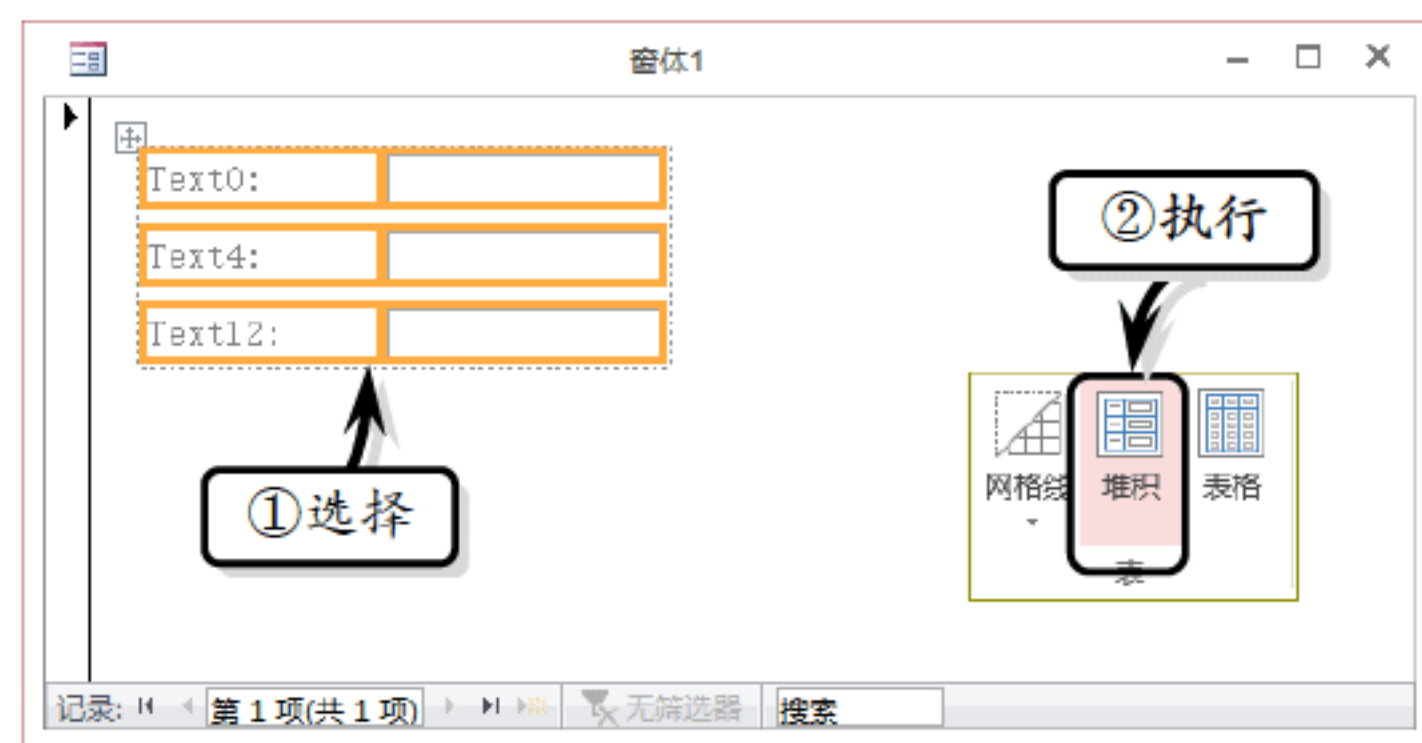 窗体1
Text0:
Text4:
Text12:
②执行
①选择
网格线 堆积 表格
表
记录: 第 1 项(共 1 项) 无筛选器 搜索